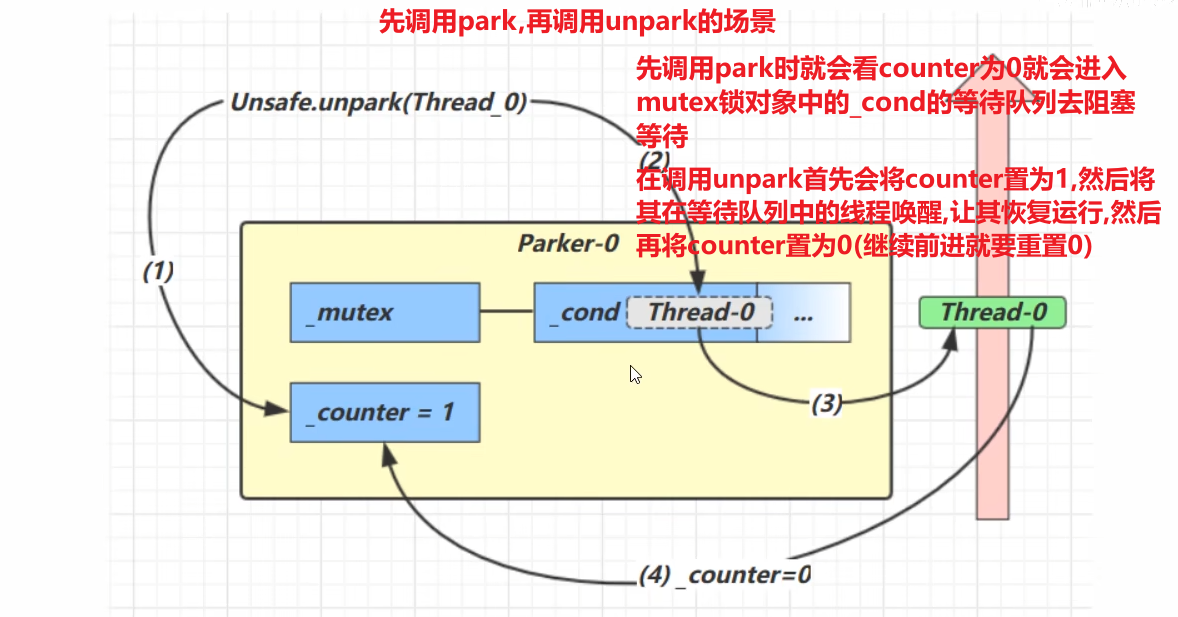 先调用park,再调用unpark的场景
先调用park时就会看counter为0就会进入
mutex锁对象中的_cond的等待队列去阻塞
等待
在调用unpark首先会将counter置为1,然后将
其在等待队列中的线程唤醒,让其恢复运行,然后
再将counter置为0(继续前进就要重置0)
Unsafe.unpark(Thread_0)
(2)
(1)
Parker-0
_mutex
_cond
Thread-0
...
Thread-0
(3)
_counter = 1
(4) _counter=0